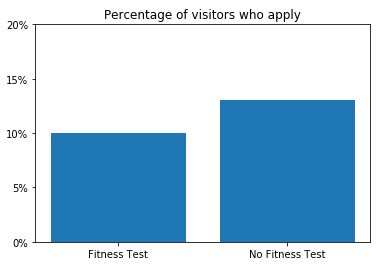 Percentage of visitors who apply
20%
15%
10%
5%
0%
Fitness Test
No Fitness Test